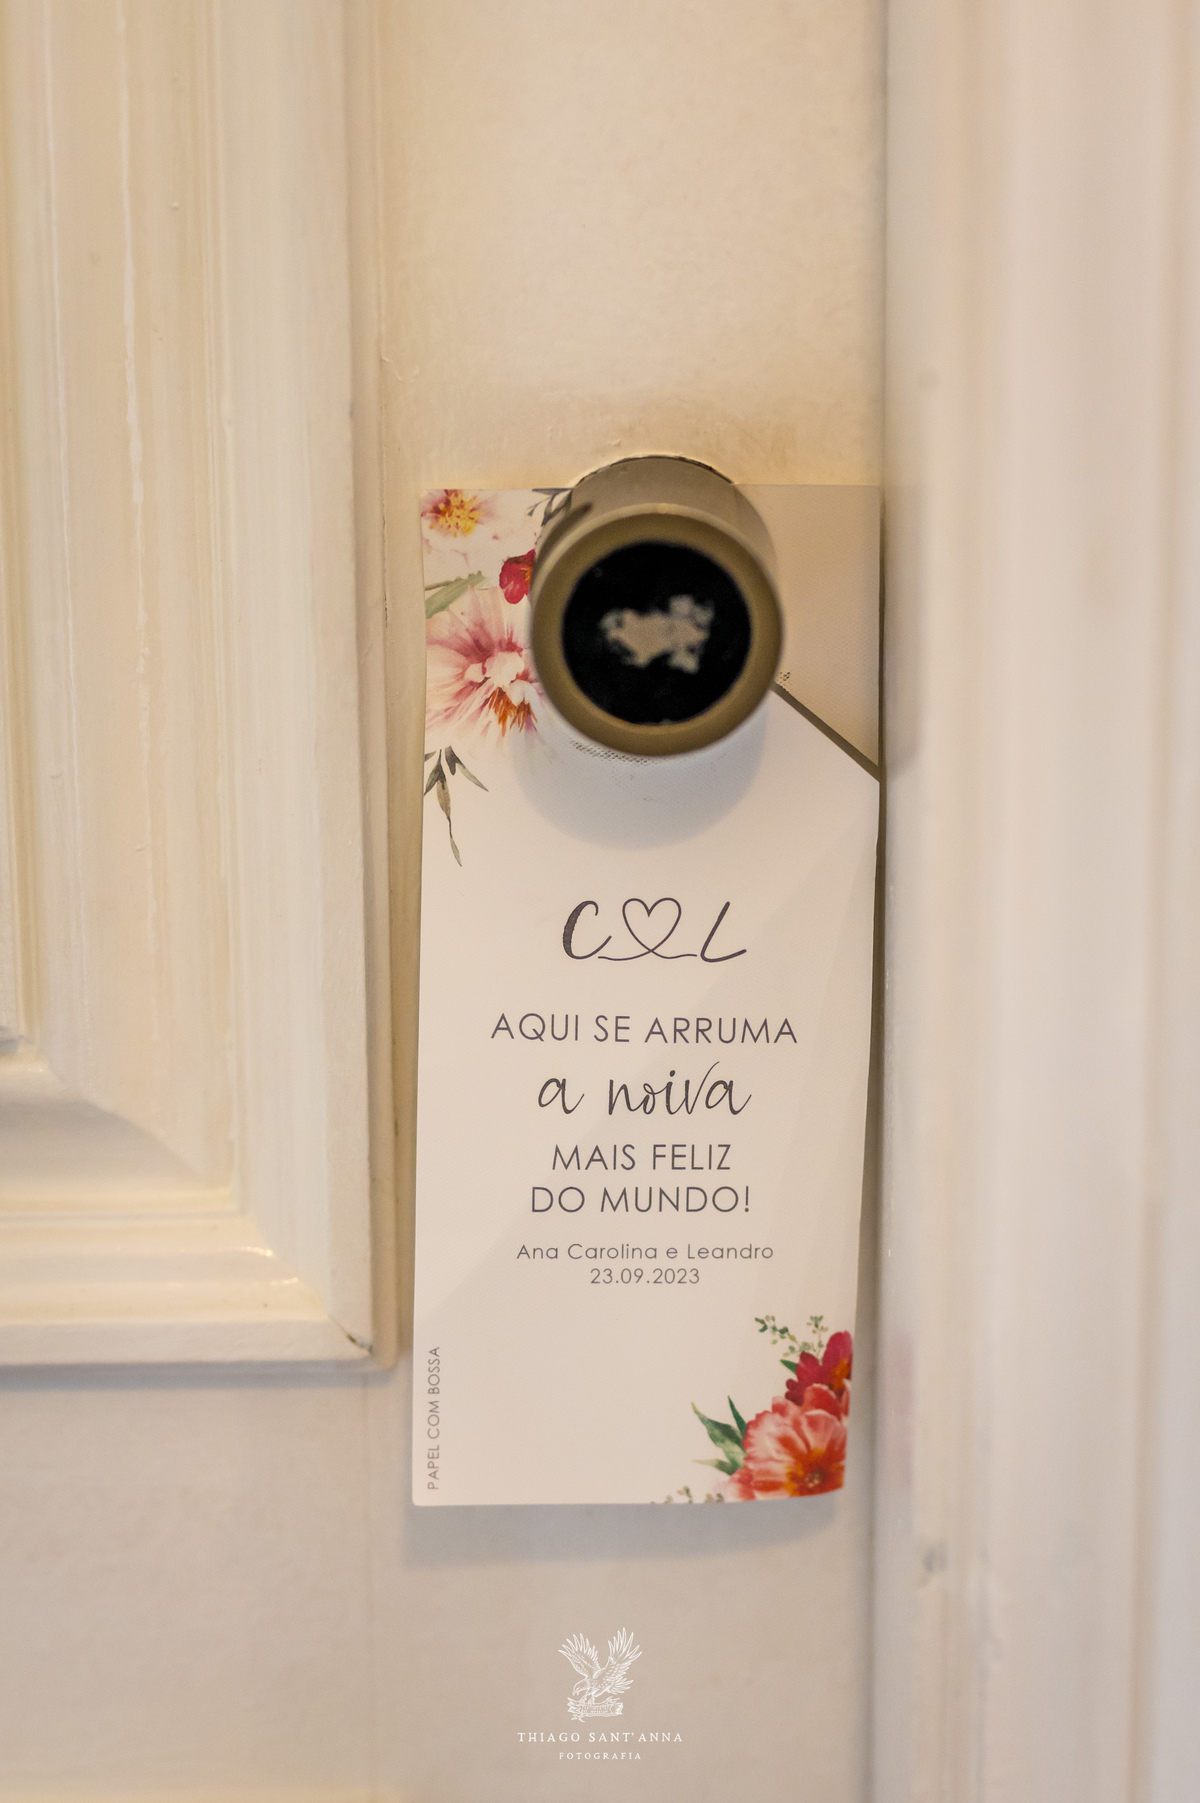 C L
AQUI SE ARRUMA
a noiva
MAIS FELIZ
DO MUNDO!
Ana Carolina e Leandro
23.09.2023
PAPEL COM BOSSA
THIAGO SANT'ANNA
FOTOGRAFIA